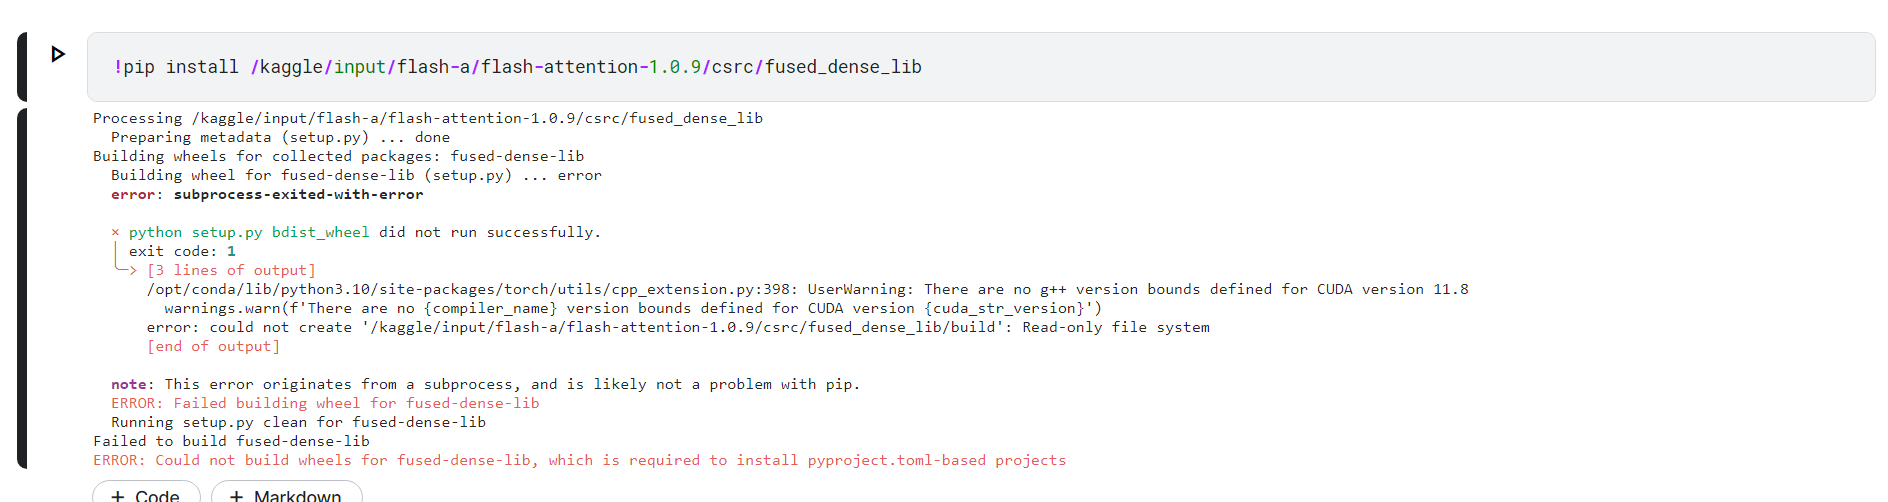 !pip install /kaggle/input/flash-a/flash-attention-1.0.9/csrc/fused_dense_lib
Processing /kaggle/input/flash-a/flash-attention-1.0.9/csrc/fused_dense_lib
Preparing metadata (setup.py) ... done
Building wheels for collected packages: fused-dense-lib
Building wheel for fused-dense-lib (setup.py) ... error
error: subprocess-exited-with-error
× python setup.py bdist_wheel did not run successfully.
exit code: 1
[3 lines of output]
/opt/conda/lib/python3.10/site-packages/torch/utils/cpp_extension.py:398: UserWarning: There are no g++ version bounds defined for CUDA version 11.8
warnings.warn(f'There are no {compiler_name} version bounds defined for CUDA version {cuda_str_version}')
error: could not create '/kaggle/input/flash-a/flash-attention-1.0.9/csrc/fused_dense_lib/build': Read-only file system
[end of output]
note: This error originates from a subprocess, and is likely not a problem with pip.
ERROR: Failed building wheel for fused-dense-lib
Running setup.py clean for fused-dense-lib
Failed to build fused-dense-lib
ERROR: Could not build wheels for fused-dense-lib, which is required to install pyproject.toml-based projects
+ Code + Markdown